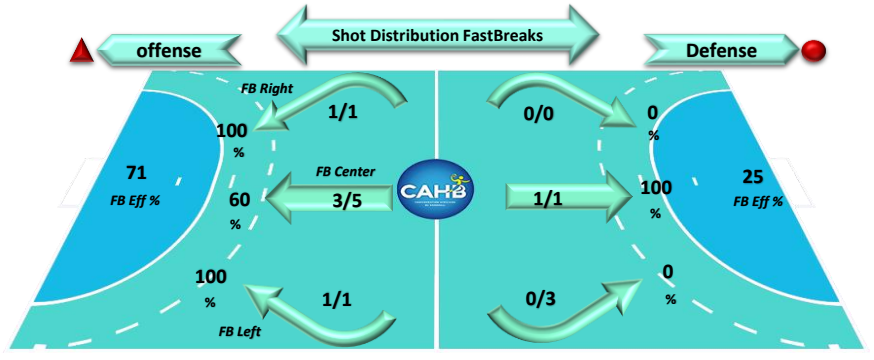 Shot Distribution FastBreaks
offense
Defense
FB Right
1/1
0/0
100
%
0
%
71
FB Eff %
FB Center
3/5
60
%
CAHB
1/1
100
%
25
FB Eff %
100
%
1/1
FB Left
0/3
0
%